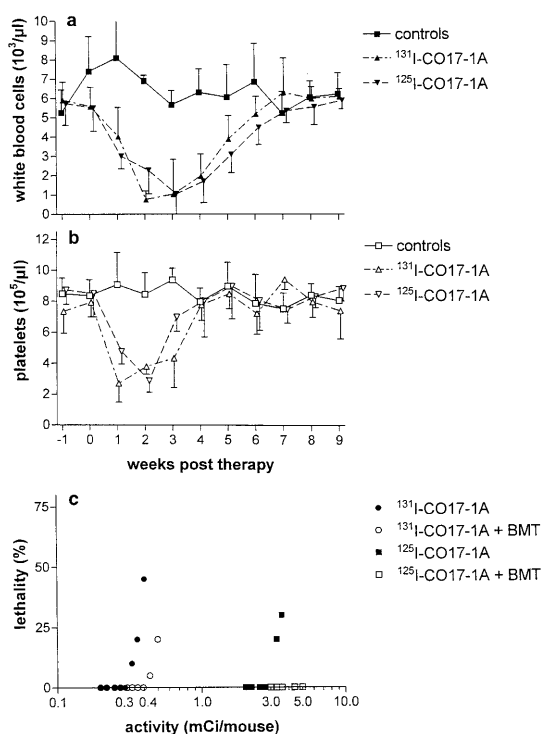 a
white blood cells (10³/µl)
10
9
8
7
6
5
4
3
2
1
0
controls
¹³¹I-CO17-1A
¹²⁵I-CO17-1A
b
platelets (10⁵/µl)
12
10
8
6
4
2
0
controls
¹³¹I-CO17-1A
¹²⁵I-CO17-1A
-1 0 1 2 3 4 5 6 7 8 9
weeks post therapy
c
lethality (%)
75
50
25
0
¹³¹I-CO17-1A
¹³¹I-CO17-1A + BMT
¹²⁵I-CO17-1A
¹²⁵I-CO17-1A + BMT
0.1 0.3 0.4 1.0 3.0 5.0 10.0
activity (mCi/mouse)